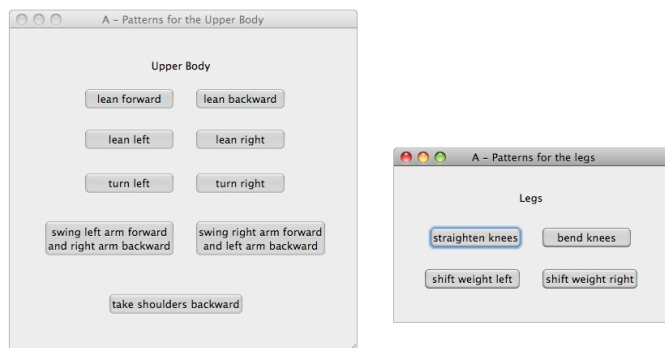 A – Patterns for the Upper Body
Upper Body
lean forward
lean backward
lean left
lean right
turn left
turn right
swing left arm forward
and right arm backward
swing right arm forward
and left arm backward
take shoulders backward
A – Patterns for the legs
Legs
straighten knees
bend knees
shift weight left
shift weight right